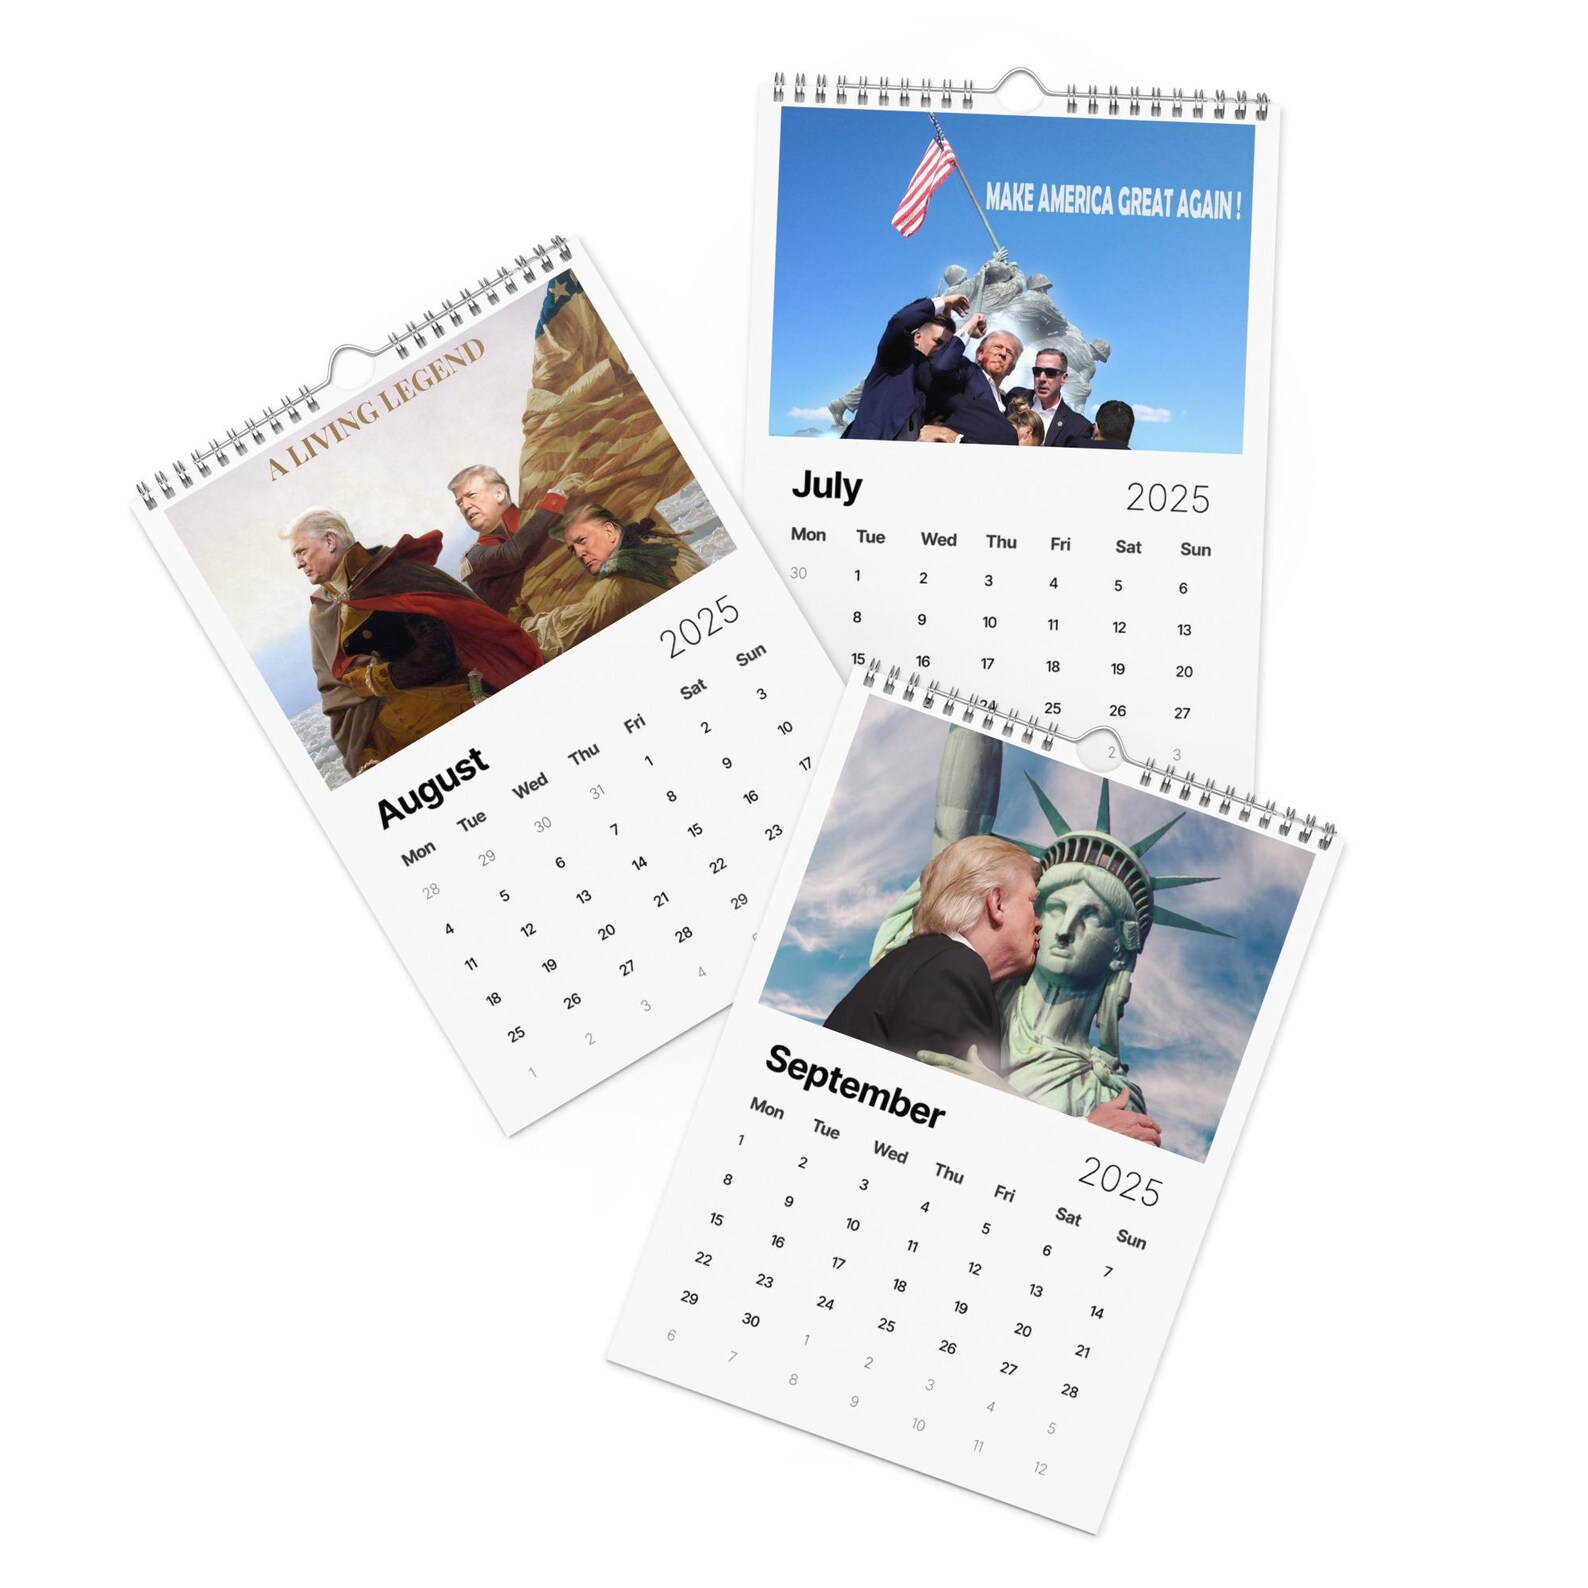 MAKE AMERICA GREAT AGAIN !
July 2025
Mon Tue Wed Thu Fri Sat Sun
30 1 2 3 4 5 6
8 9 10 11 12 13
15 16 17 18 19 20
24 25 26 27
2 3
A LIVING LEGEND
August 2025
Mon Tue Wed Thu Fri Sat Sun
28 29 30 31 1 2 3
4 5 6 7 8 9 10
11 12 13 14 15 16 17
18 19 20 21 22 23
25 26 27 28 29
1 2 3 4
September 2025
Mon Tue Wed Thu Fri Sat Sun
1 2 3 4 5 6 7
8 9 10 11 12 13 14
15 16 17 18 19 20 21
22 23 24 25 26 27 28
29 30 1 2 3 4 5
6 7 8 9 10 11 12